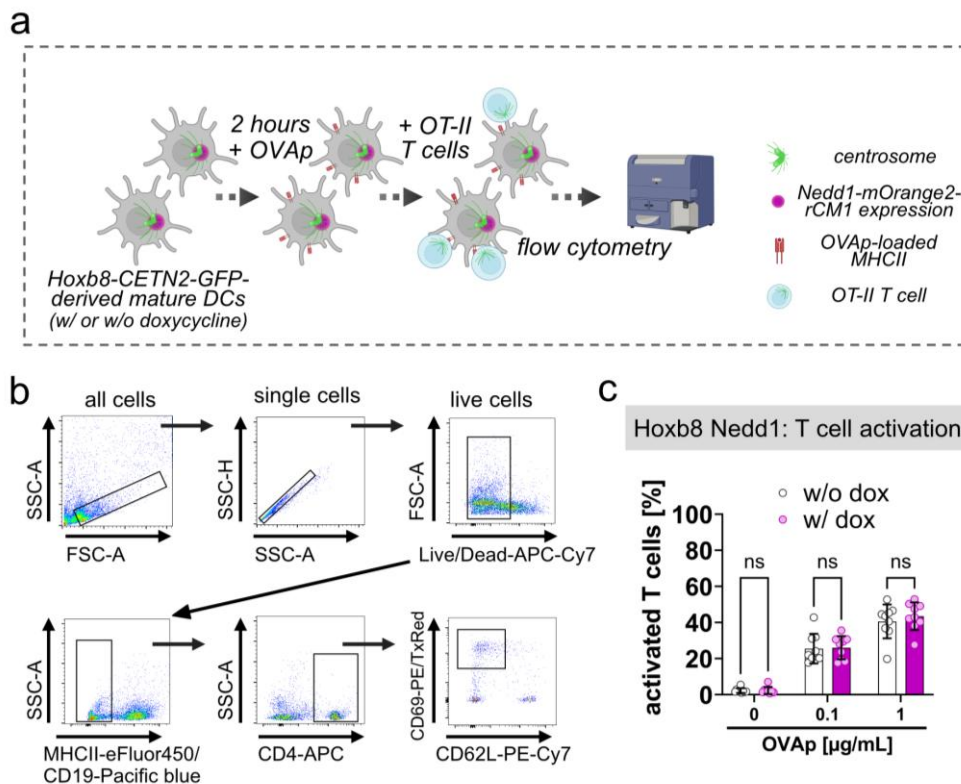 a
2 hours
+ OVAp
+ OT-II
T cells
flow cytometry
Hoxb8-CETN2-GFP-
derived mature DCs
(w/ or w/o doxycycline)
centrosome
Nedd1-mOrange2-
rCM1 expression
OVAp-loaded
MHCII
OT-II T cell
b
all cells
single cells
live cells
SSC-A
FSC-A
SSC-H
SSC-A
FSC-A
Live/Dead-APC-Cy7
SSC-A
MHCII-eFluor450/
CD19-Pacific blue
SSC-A
CD4-APC
CD69-PE/TxRed
CD62L-PE-Cy7
c
Hoxb8 Nedd1: T cell activation
w/o dox
w/ dox
activated T cells [%]
100
80
60
40
20
0
ns
ns
ns
0
0.1
1
OVAp [µg/mL]